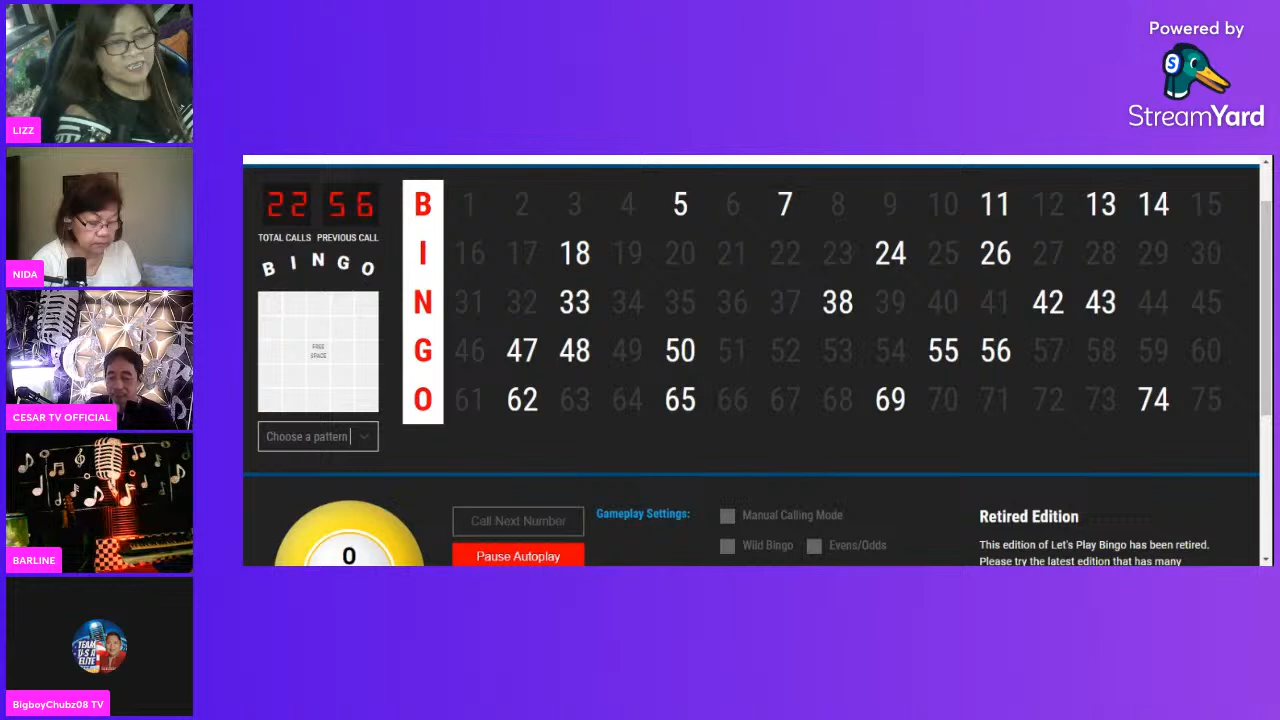 Powered by
StreamYard
LIZZ
NIDA
CESAR TV OFFICIAL
BARLINE
TEAM
U-S-A
ELITE
BigboyChubz08 TV
22 56
TOTAL CALLS PREVIOUS CALL
B I N G O
FREE
SPACE
Choose a pattern
B 1 2 3 4 5 6 7 8 9 10 11 12 13 14 15
I 16 17 18 19 20 21 22 23 24 25 26 27 28 29 30
N 31 32 33 34 35 36 37 38 39 40 41 42 43 44 45
G 46 47 48 49 50 51 52 53 54 55 56 57 58 59 60
O 61 62 63 64 65 66 67 68 69 70 71 72 73 74 75
O
Call Next Number
Pause Autoplay
Gameplay Settings:
Manual Calling Mode
Wild Bingo Evens/Odds
Retired Edition
This edition of Let's Play Bingo has been retired.
Please try the latest edition that has many